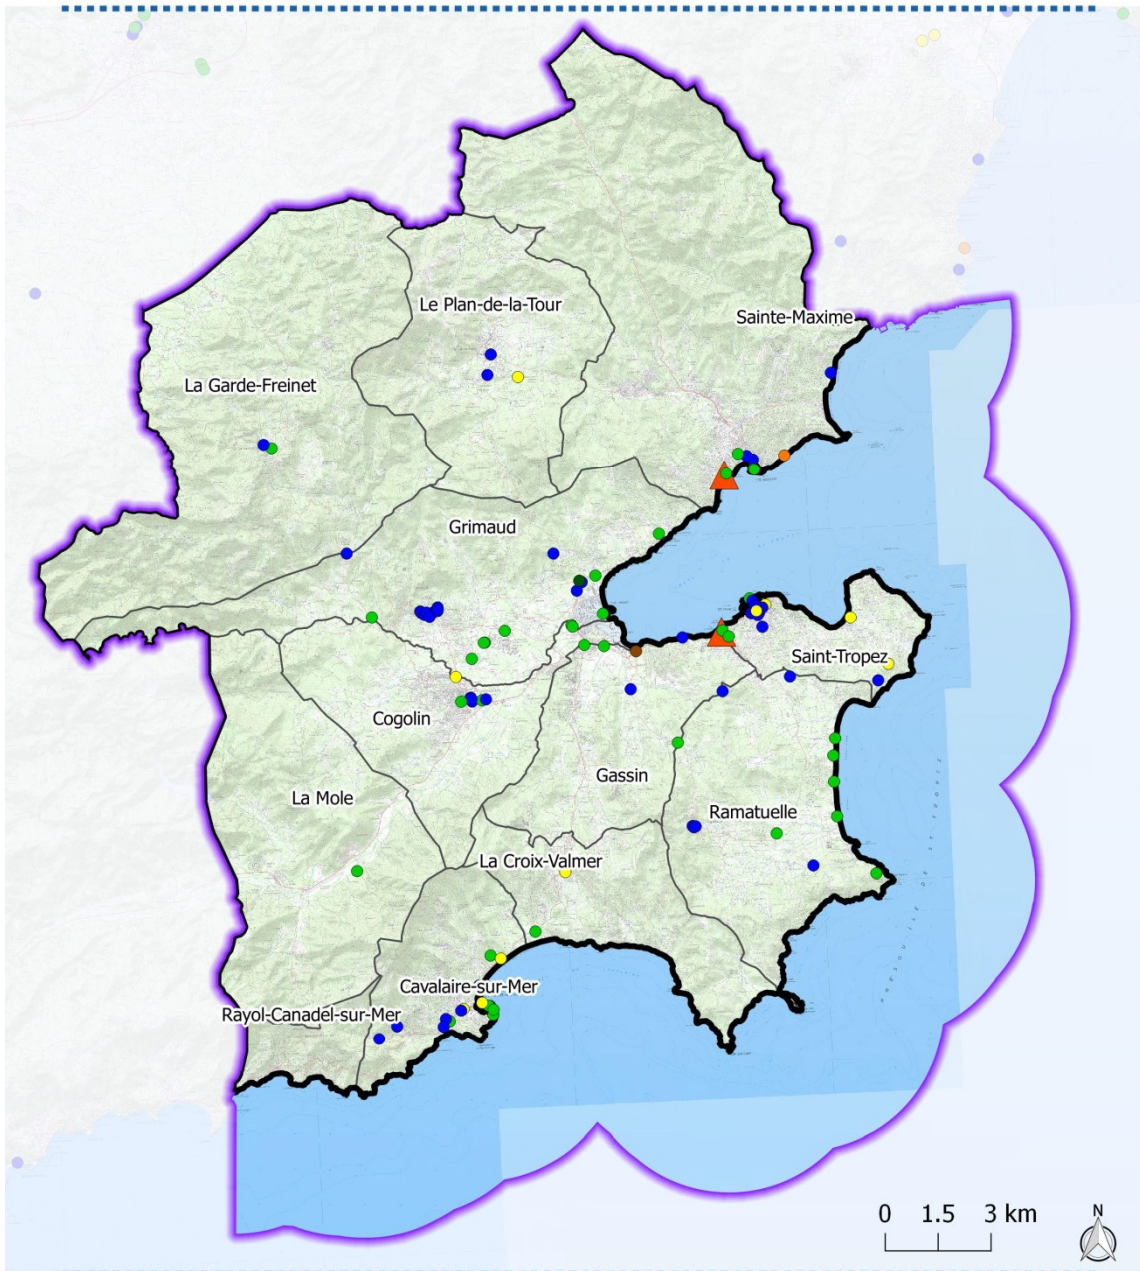 Le Plan-de-la-Tour
Sainte-Maxime
La Garde-Freinet
Grimaud
Saint-Tropez
Cogolin
Gassin
La Mole
Ramatuelle
La Croix-Valmer
Cavalaire-sur-Mer
Rayol-Canadel-sur-Mer
0 1.5 3 km
N